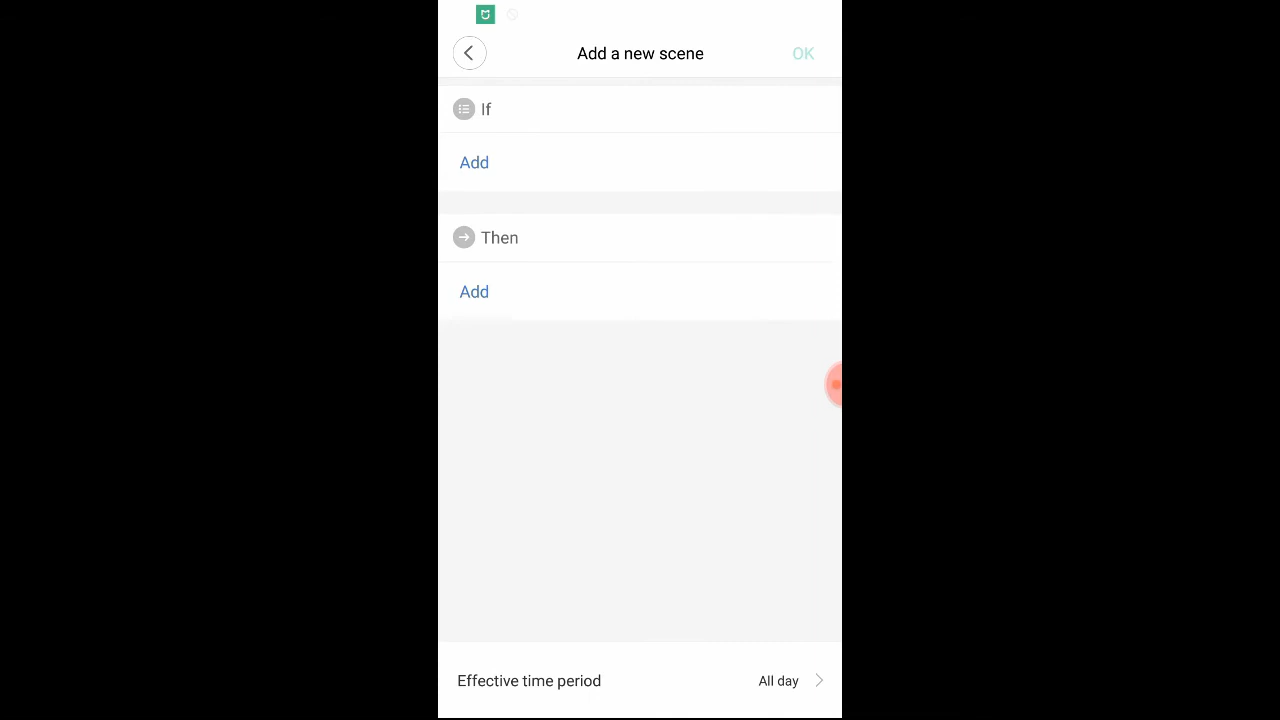 Add a new scene
OK
If
Add
Then
Add
Effective time period
All day